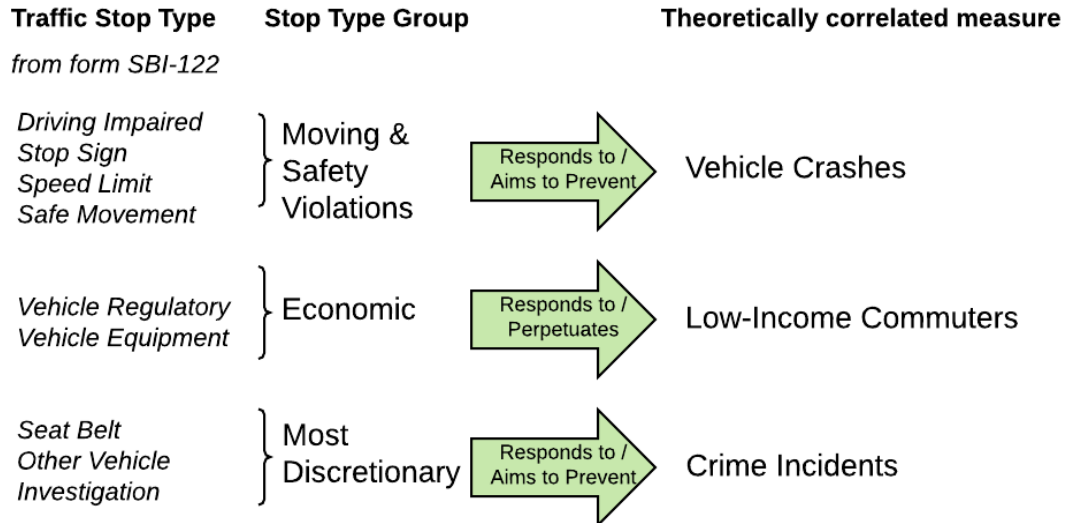 Traffic Stop Type
Stop Type Group
Theoretically correlated measure
from form SBI-122
Driving Impaired
Stop Sign
Speed Limit
Safe Movement
Moving &
Safety
Violations
Responds to /
Aims to Prevent
Vehicle Crashes
Vehicle Regulatory
Vehicle Equipment
Economic
Responds to /
Perpetuates
Low-Income Commuters
Seat Belt
Other Vehicle
Investigation
Most
Discretionary
Responds to /
Aims to Prevent
Crime Incidents